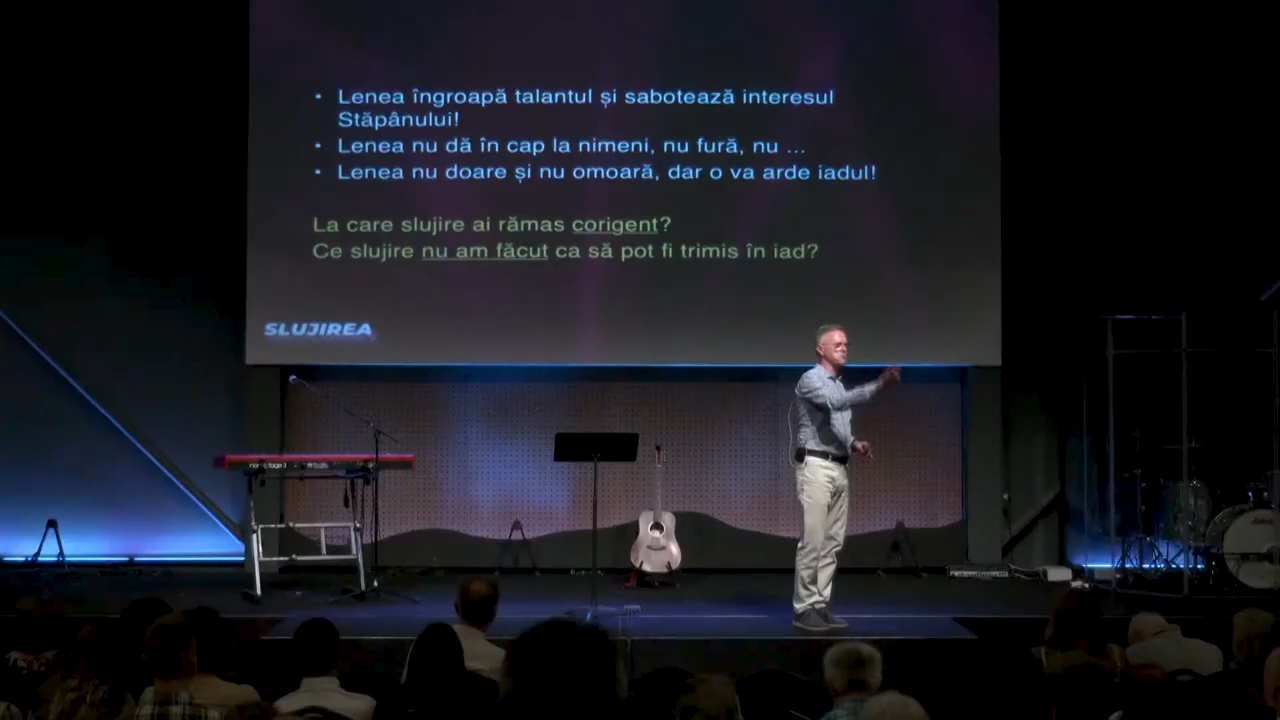 • Lenea îngroapă talantul și sabotează interesul
Stăpânului!
• Lenea nu dă în cap la nimeni, nu fură, nu ...
• Lenea nu doare și nu omoară, dar o va arde iadul!
La care slujire ai rămas corigent?
Ce slujire nu am făcut ca să pot fi trimis în iad?
SLUJIREA